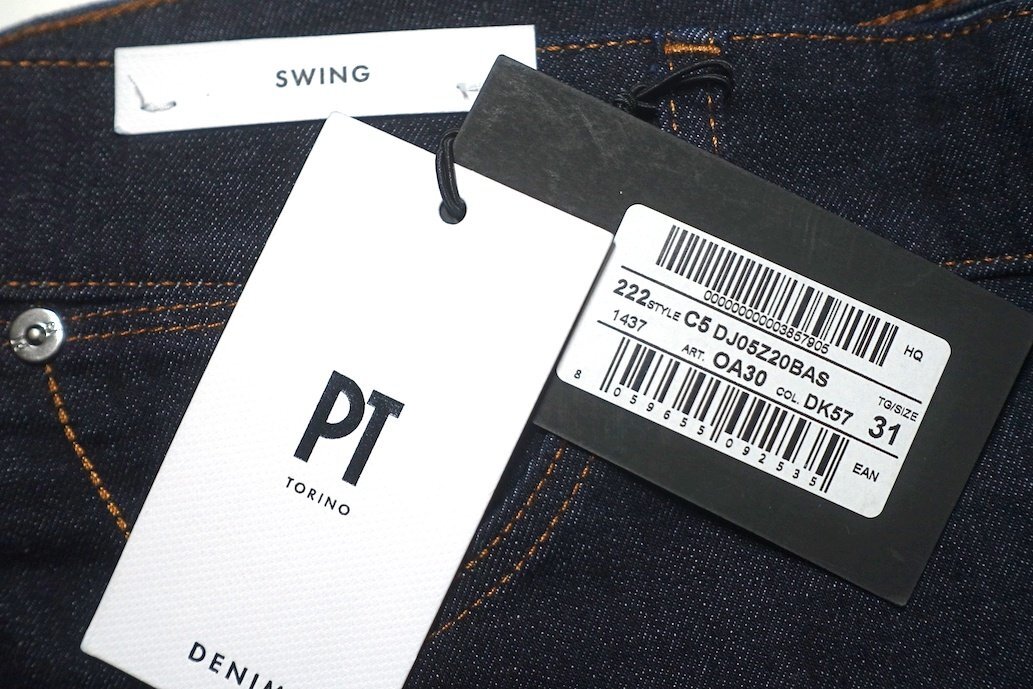 SWING
PT
TORINO
DENIM
000000000003857905
HQ
222 STYLE C5 DJ05Z20BAS
1437 ART. OA30 COL. DK57 TG/SIZE 31
8 059655 092535
EAN